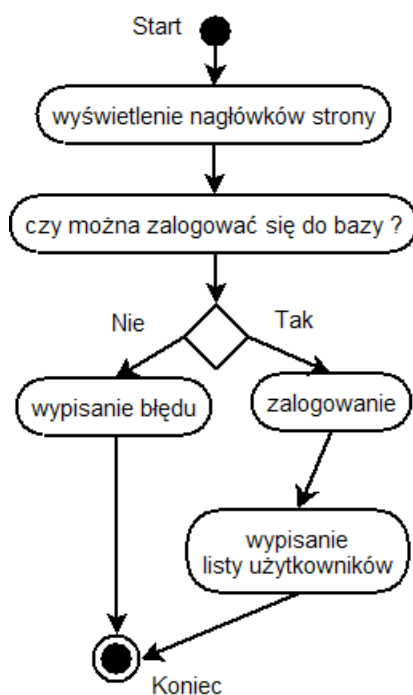 Start
wyświetlenie nagłówków strony
czy można zalogować się do bazy ?
Nie
Tak
wypisanie błędu
zalogowanie
wypisanie
listy użytkowników
Koniec